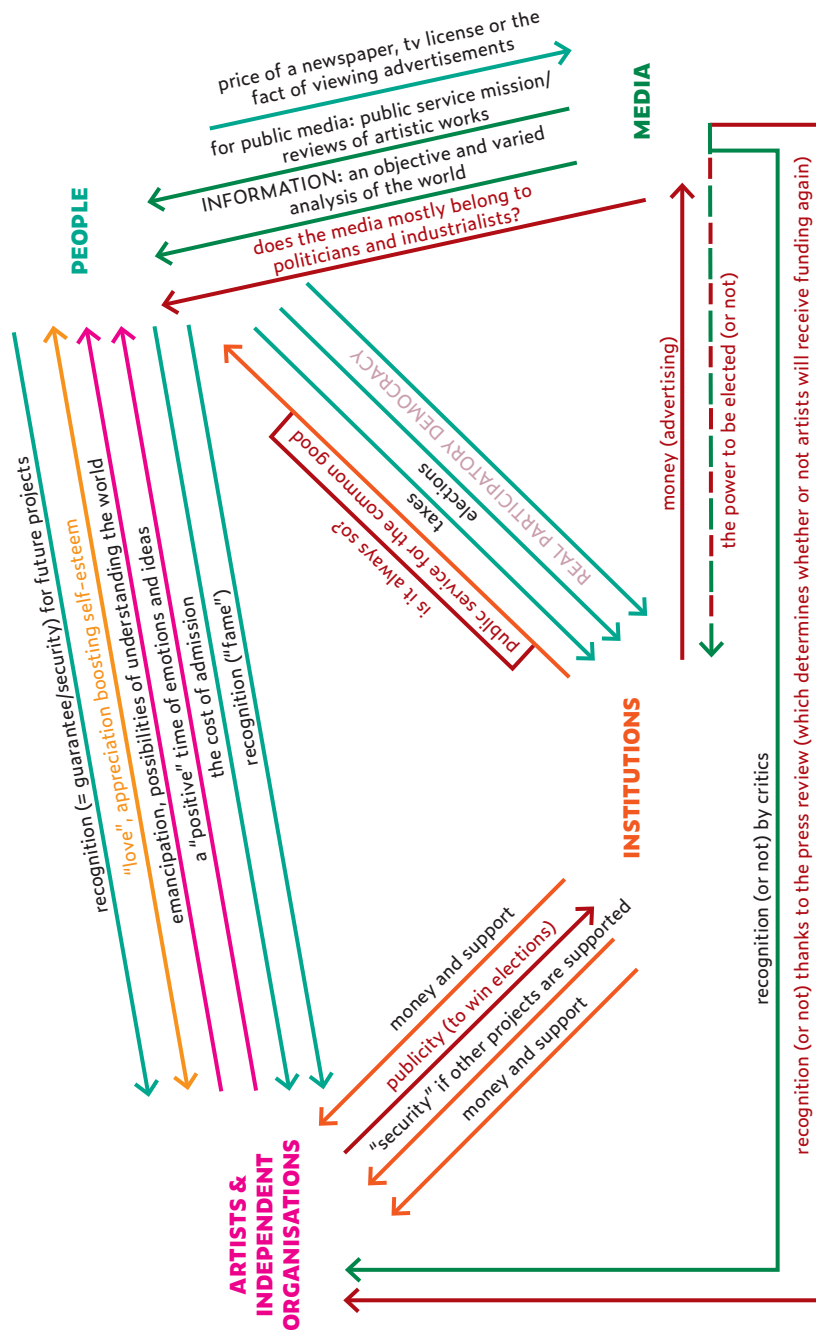 price of a newspaper, tv license or the
fact of viewing advertisements
for public media: public service mission/
reviews of artistic works
INFORMATION: an objective and varied
analysis of the world
does the media mostly belong to
politicians and industrialists?
MEDIA
PEOPLE
recognition (= guarantee/security) for future projects
“love”, appreciation boosting self-esteem
emancipation, possibilities of understanding the world
a “positive” time of emotions and ideas
the cost of admission
recognition (“fame”)
REAL PARTICIPATORY DEMOCRACY
elections
taxes
public service for the common good
is it always so?
money (advertising)
the power to be elected (or not)
INSTITUTIONS
money and support
publicity (to win elections)
“security” if other projects are supported
money and support
ARTISTS &
INDEPENDENT
ORGANISATIONS
recognition (or not) by critics
recognition (or not) thanks to the press review (which determines whether or not artists will receive funding again)